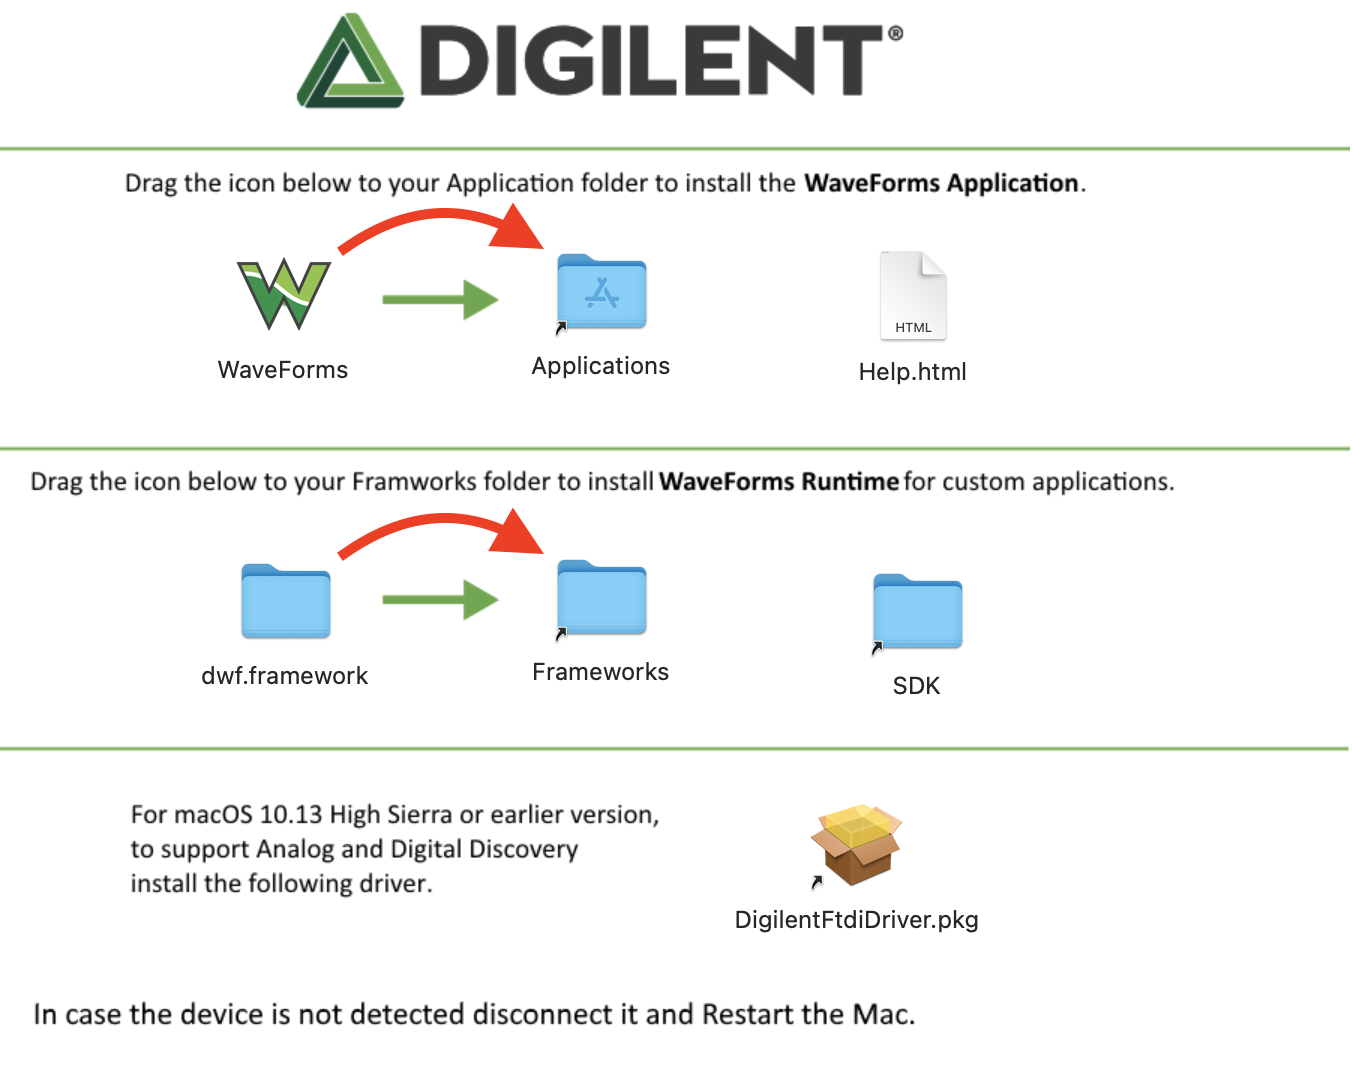 DIGILENT®
Drag the icon below to your Application folder to install the WaveForms Application.
HTML
WaveForms
Applications
Help.html
Drag the icon below to your Framworks folder to install WaveForms Runtime for custom applications.
dwf.framework
Frameworks
SDK
For macOS 10.13 High Sierra or earlier version,
to support Analog and Digital Discovery
install the following driver.
DigilentFtdiDriver.pkg
In case the device is not detected disconnect it and Restart the Mac.